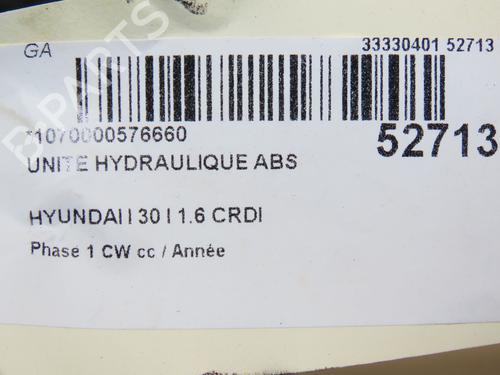 GA
33330401 52713
*1070000576660
52713
UNITE HYDRAULIQUE ABS
HYUNDAI I 30 I 1.6 CRDI
Phase 1 CW cc / Année